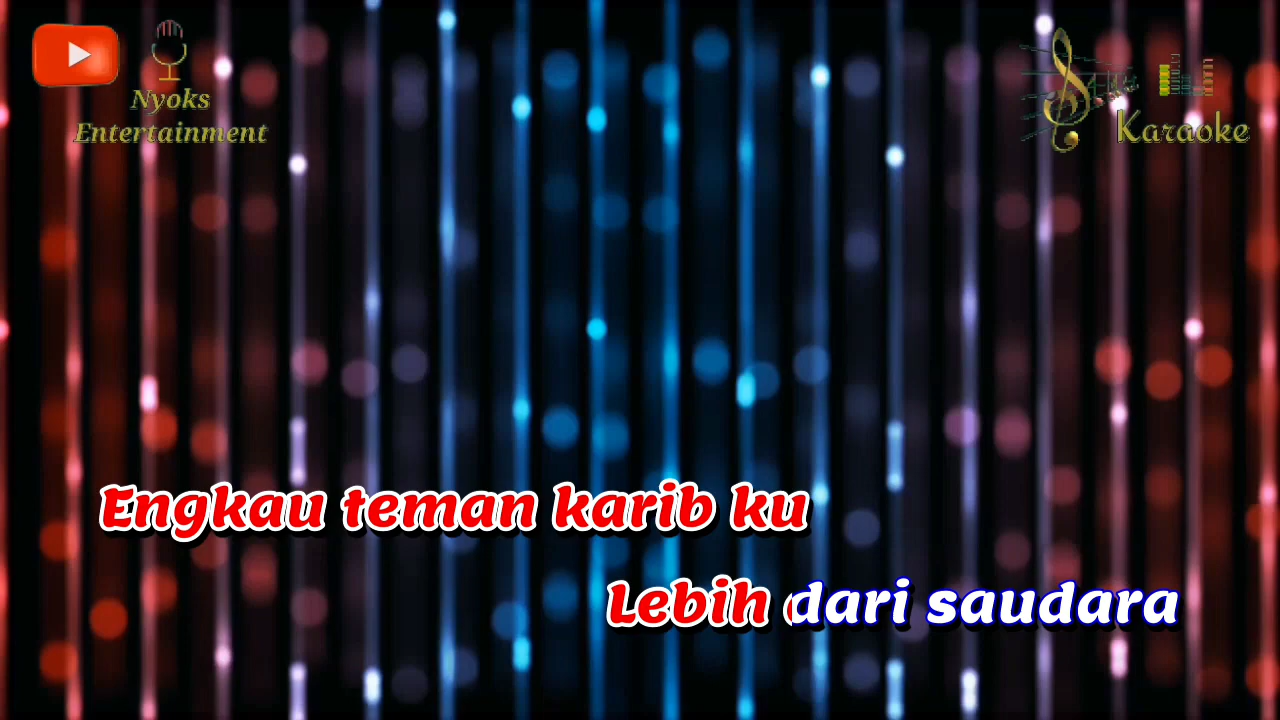 Nyoks
Entertainment
Karaoke
Engkau teman karib ku
Lebih dari saudara